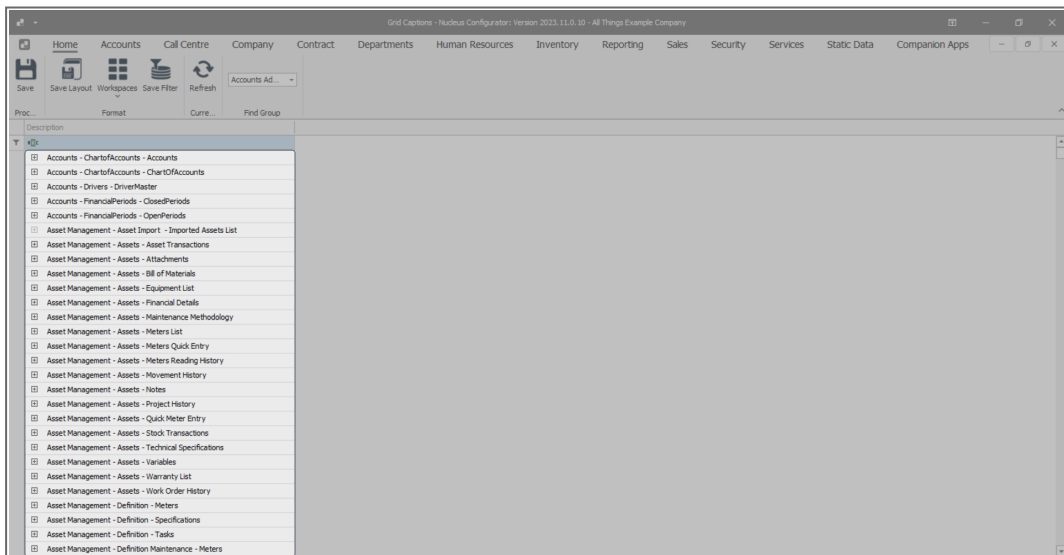 Grid Captions - Nucleus Configurator: Version 2023.11.0.10 - All Things Example Company
Home Accounts Call Centre Company Contract Departments Human Resources Inventory Reporting Sales Security Services Static Data Companion Apps
Save Save Layout Workspaces Save Filter Refresh Accounts Ad...
Proc... Format Curre... Find Group
Description
Accounts - ChartofAccounts - Accounts
Accounts - ChartofAccounts - ChartOfAccounts
Accounts - Drivers - DriverMaster
Accounts - FinancialPeriods - ClosedPeriods
Accounts - FinancialPeriods - OpenPeriods
Asset Management - Asset Import - Imported Assets List
Asset Management - Assets - Asset Transactions
Asset Management - Assets - Attachments
Asset Management - Assets - Bill of Materials
Asset Management - Assets - Equipment List
Asset Management - Assets - Financial Details
Asset Management - Assets - Maintenance Methodology
Asset Management - Assets - Meters List
Asset Management - Assets - Meters Quick Entry
Asset Management - Assets - Meters Reading History
Asset Management - Assets - Movement History
Asset Management - Assets - Notes
Asset Management - Assets - Project History
Asset Management - Assets - Quick Meter Entry
Asset Management - Assets - Stock Transactions
Asset Management - Assets - Technical Specifications
Asset Management - Assets - Variables
Asset Management - Assets - Warranty List
Asset Management - Assets - Work Order History
Asset Management - Definition - Meters
Asset Management - Definition - Specifications
Asset Management - Definition - Tasks
Asset Management - Definition Maintenance - Meters